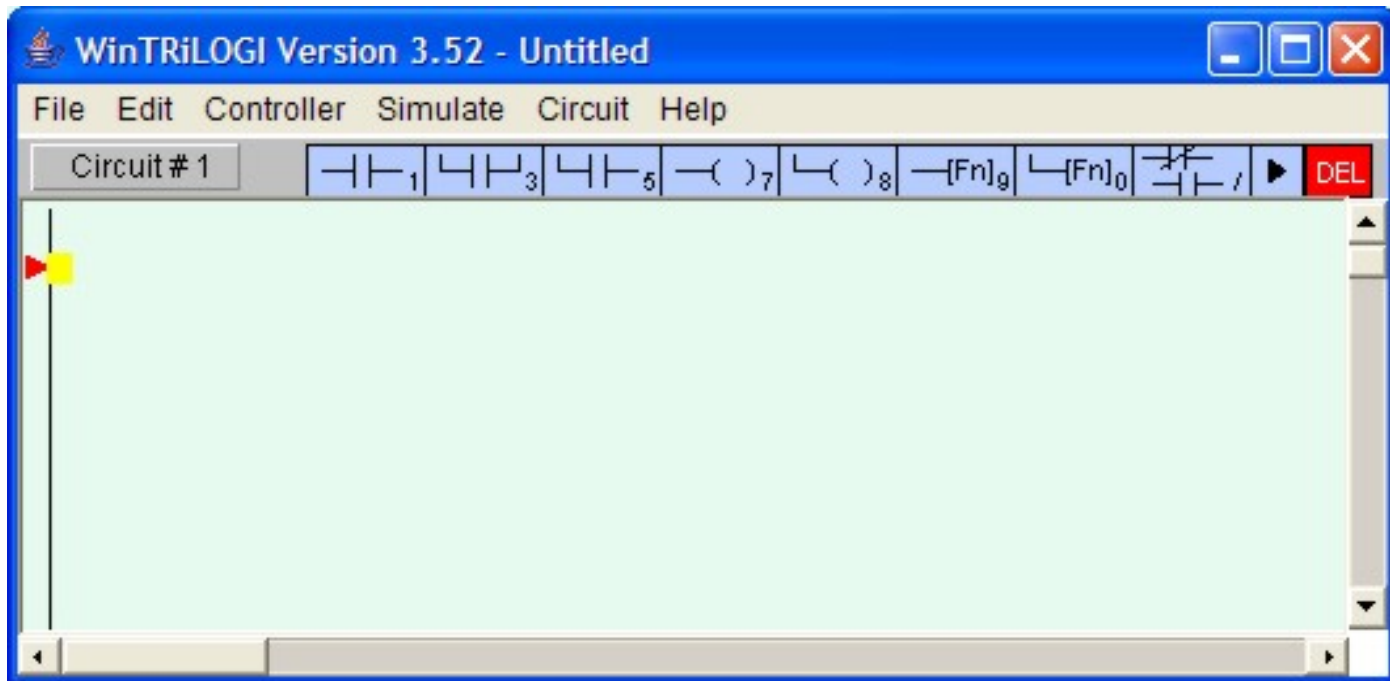 WinTRiLOGI Version 3.52 - Untitled
File Edit Controller Simulate Circuit Help
Circuit # 1 1 3 5 ( ) 7 ( ) 8 [Fn] 9 [Fn] 0 / DEL